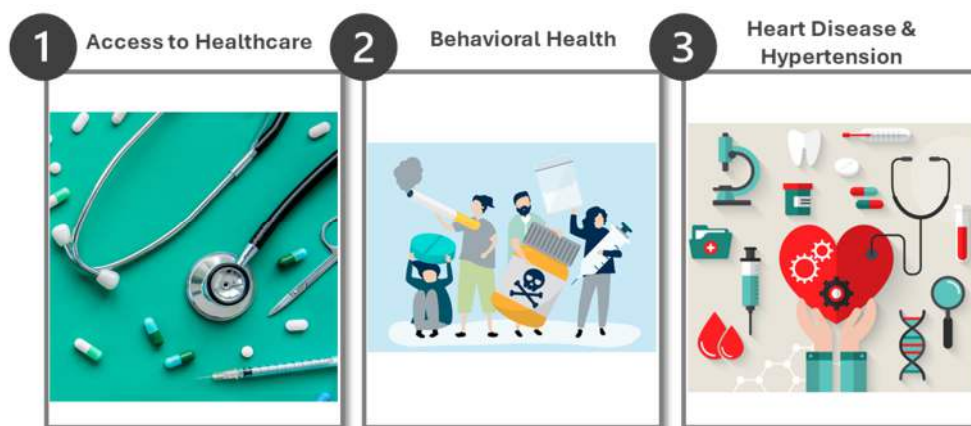 1
Access to Healthcare
2
Behavioral Health
3
Heart Disease &
Hypertension